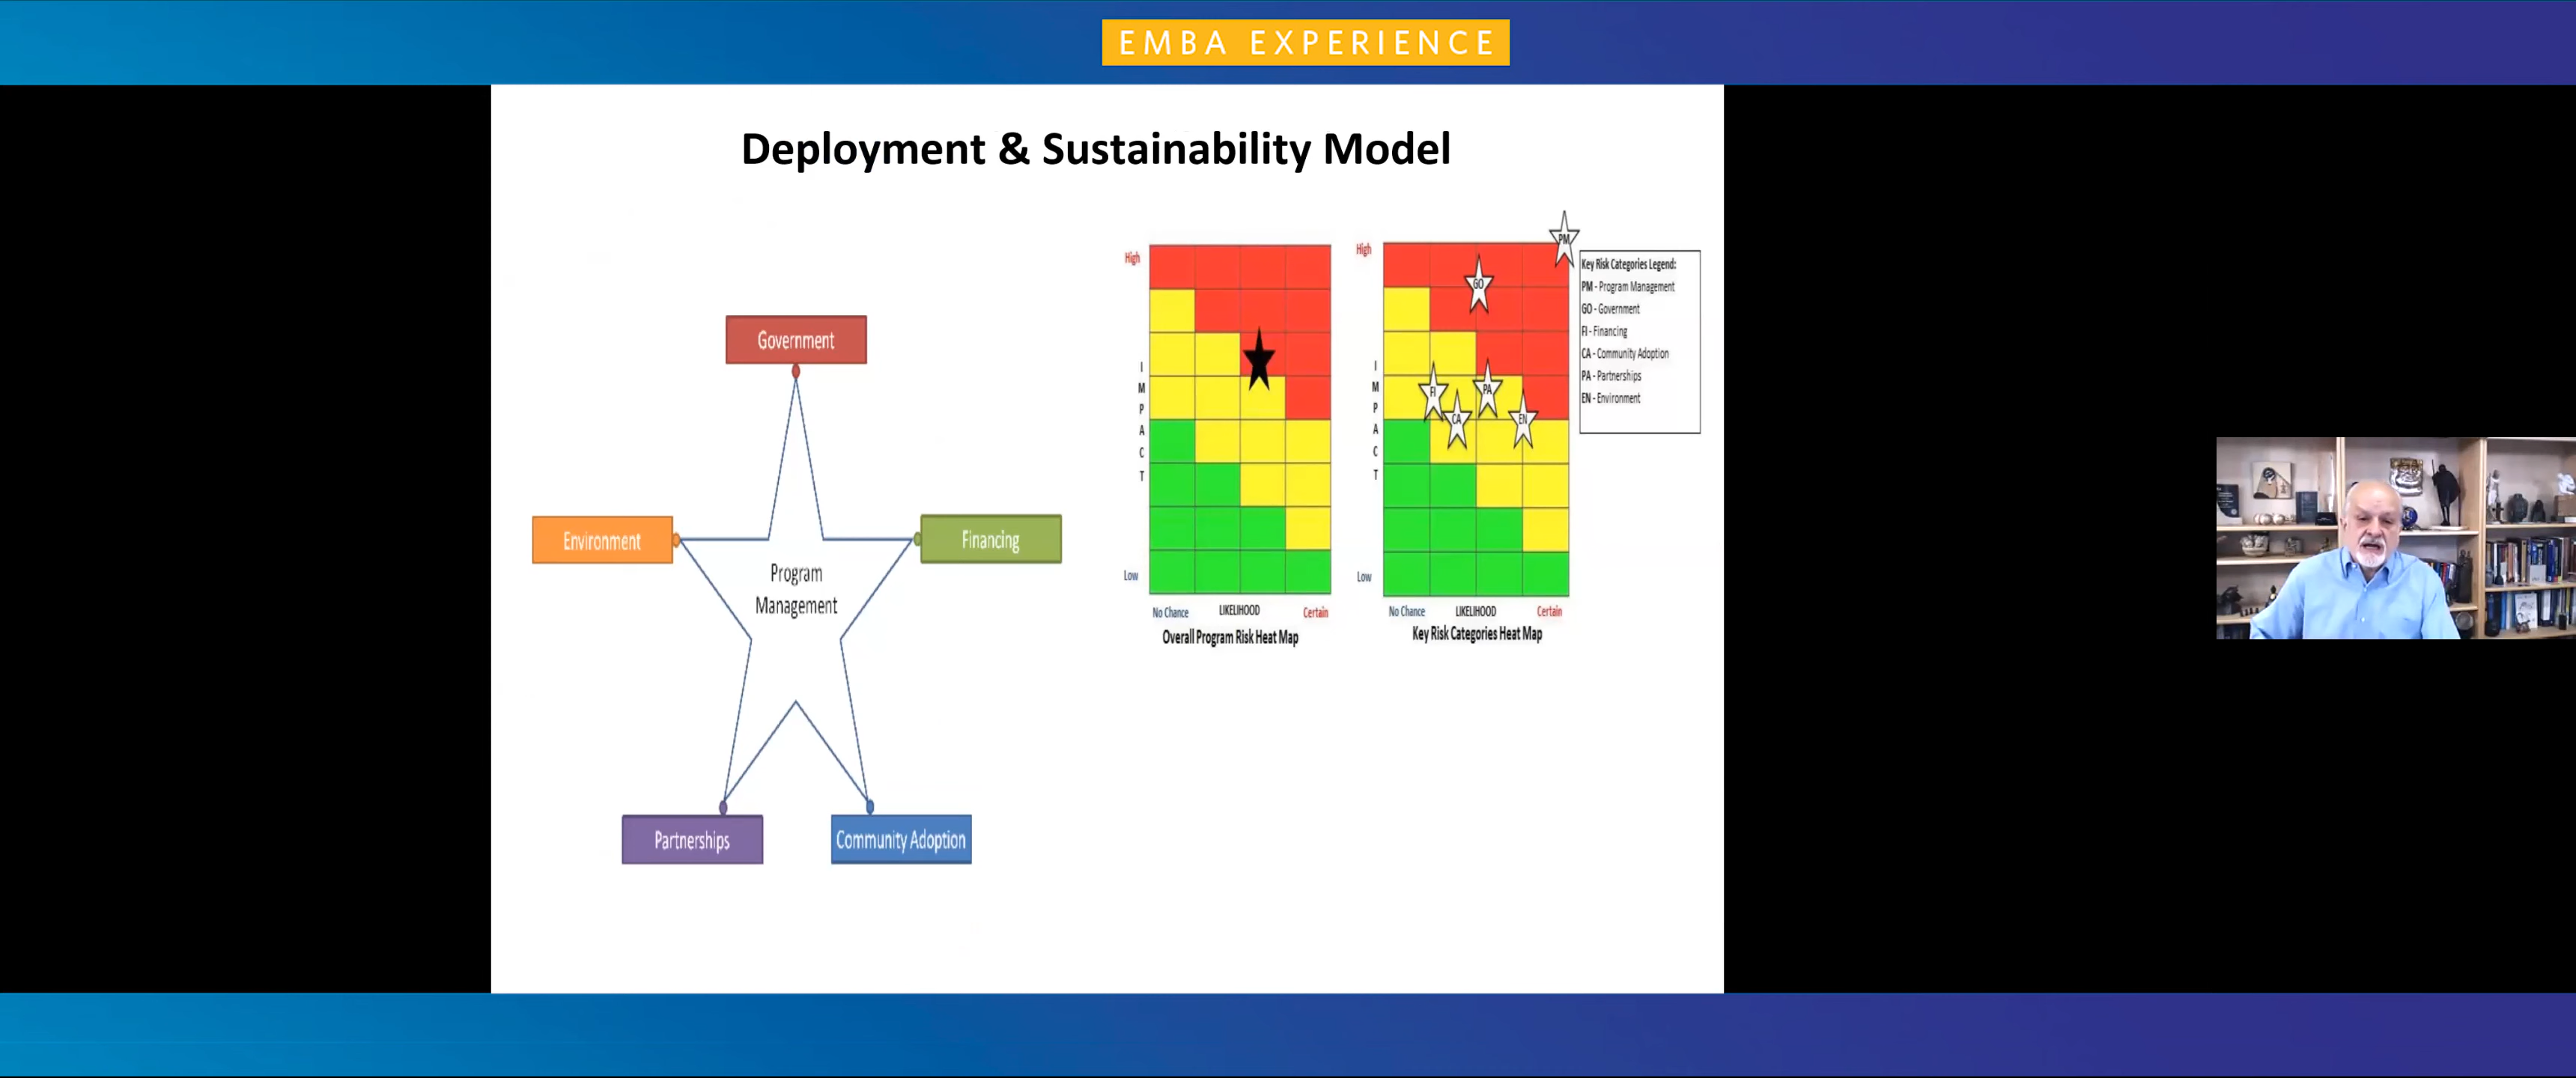 EMBA EXPERIENCE
Deployment & Sustainability Model
Government
Environment
Financing
Program
Management
Partnerships
Community Adoption
High
I
M
P
A
C
T
Low
No Chance
LIKELIHOOD
Certain
Overall Program Risk Heat Map
High
I
M
P
A
C
T
Low
PM
GO
FI
PA
CA
EN
No Chance
LIKELIHOOD
Certain
Key Risk Categories Heat Map
Key Risk Categories Legend:
PM - Program Management
GO - Government
FI - Financing
CA - Community Adoption
PA - Partnerships
EN - Environment